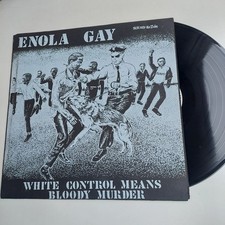 ENOLA GAY
WHITE CONTROL MEANS
BLOODY MURDER